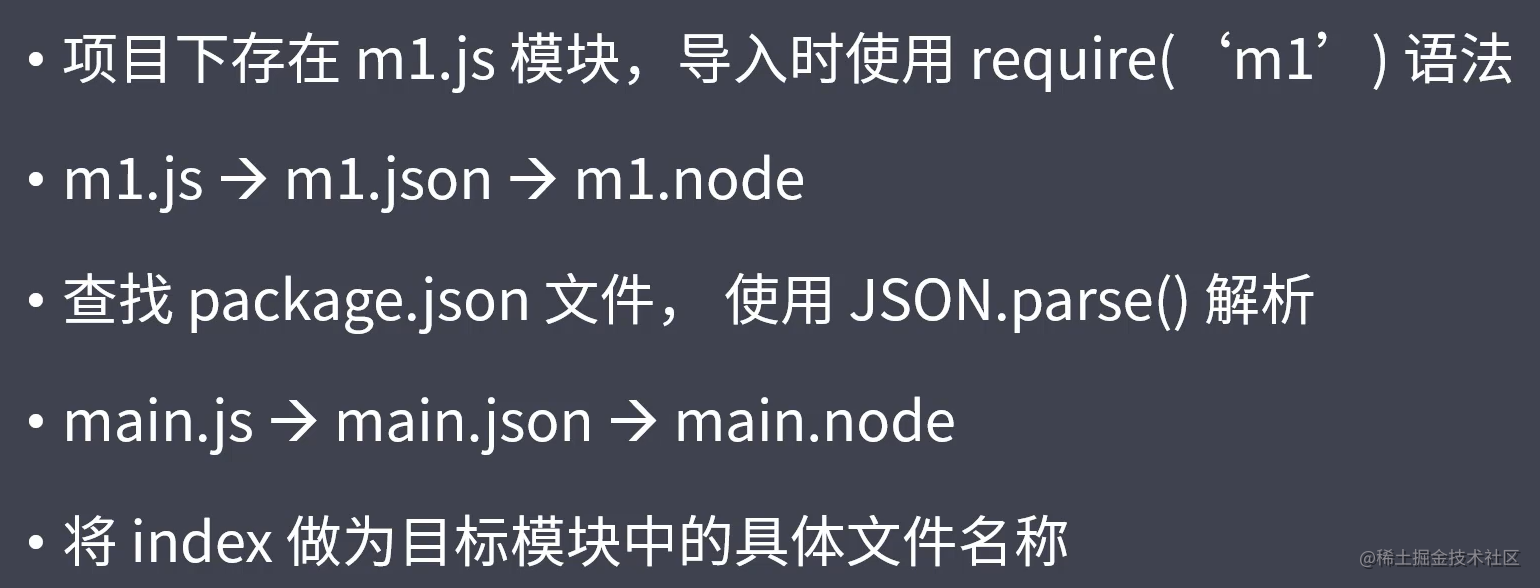 • 项目下存在 m1.js 模块，导入时使用 require(‘m1’) 语法
• m1.js → m1.json → m1.node
• 查找 package.json 文件， 使用 JSON.parse() 解析
• main.js → main.json → main.node
• 将 index 做为目标模块中的具体文件名称
@稀土掘金技术社区